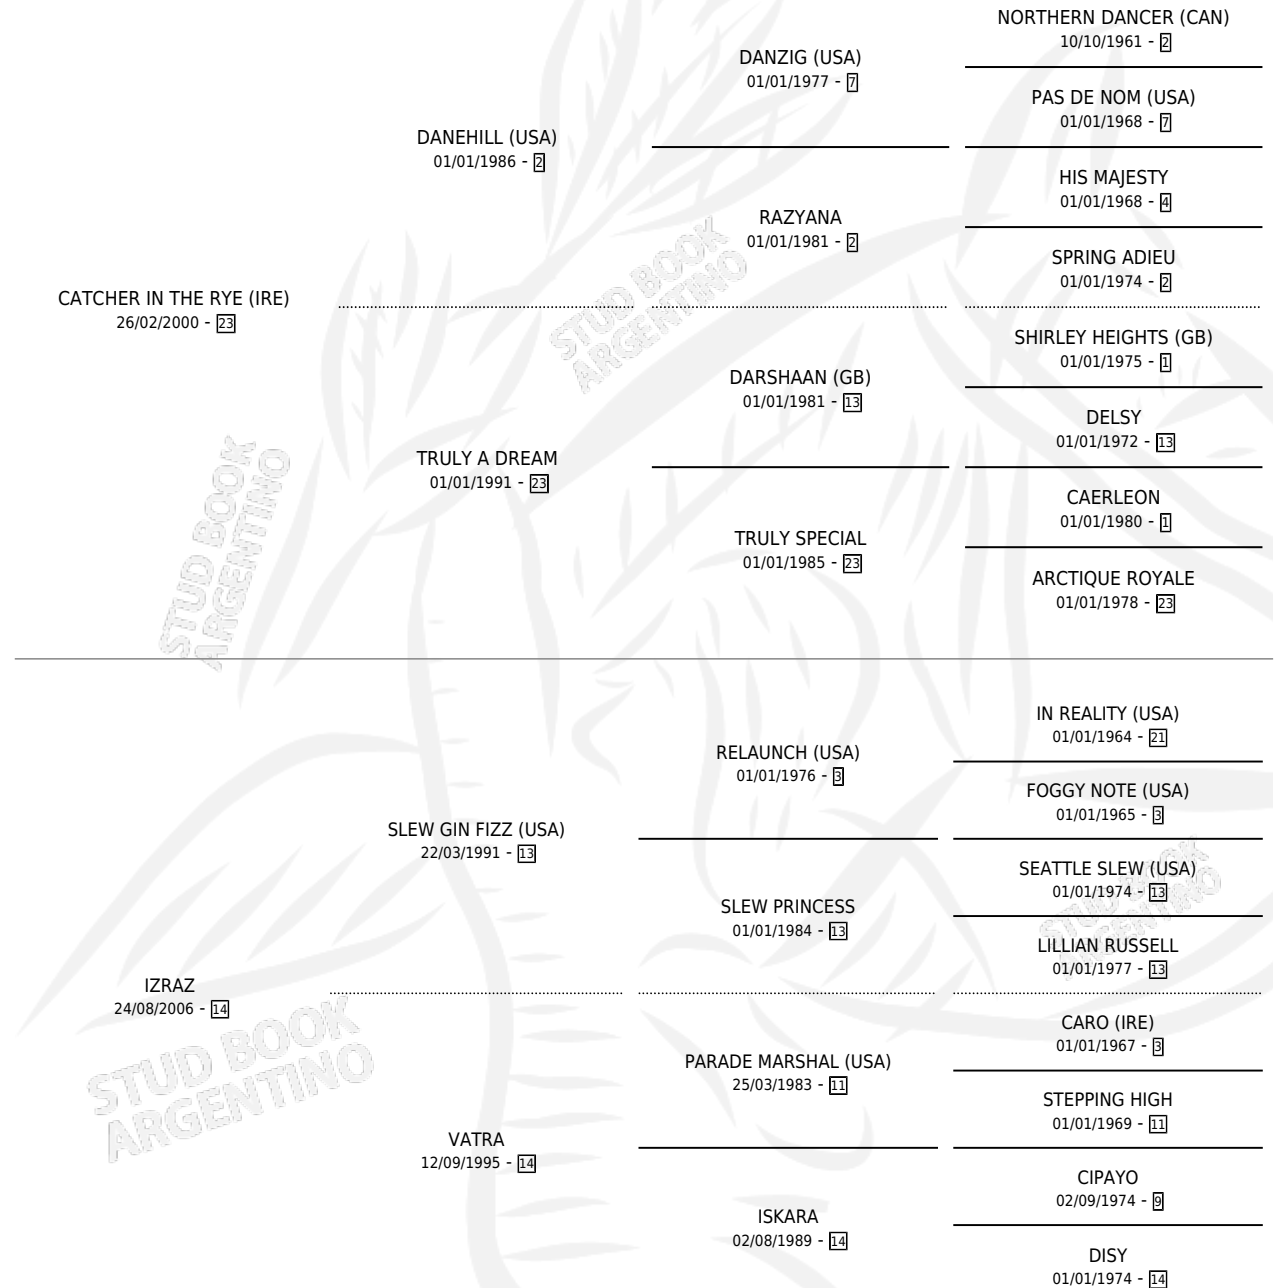 CATCHER IN THE RYE (IRE)
26/02/2000 - 23
DANEHILL (USA)
01/01/1986 - 2
TRULY A DREAM
01/01/1991 - 23
DANZIG (USA)
01/01/1977 - 7
RAZYANA
01/01/1981 - 2
DARSHAAN (GB)
01/01/1981 - 13
TRULY SPECIAL
01/01/1985 - 23
NORTHERN DANCER (CAN)
10/10/1961 - 2
PAS DE NOM (USA)
01/01/1968 - 7
HIS MAJESTY
01/01/1968 - 4
SPRING ADIEU
01/01/1974 - 2
SHIRLEY HEIGHTS (GB)
01/01/1975 - 1
DELSY
01/01/1972 - 13
CAERLEON
01/01/1980 - 1
ARCTIQUE ROYALE
01/01/1978 - 23
IZRAZ
24/08/2006 - 14
SLEW GIN FIZZ (USA)
22/03/1991 - 13
VATRA
12/09/1995 - 14
RELAUNCH (USA)
01/01/1976 - 3
SLEW PRINCESS
01/01/1984 - 13
PARADE MARSHAL (USA)
25/03/1983 - 11
ISKARA
02/08/1989 - 14
IN REALITY (USA)
01/01/1964 - 21
FOGGY NOTE (USA)
01/01/1965 - 3
SEATTLE SLEW (USA)
01/01/1974 - 13
LILLIAN RUSSELL
01/01/1977 - 13
CARO (IRE)
01/01/1967 - 3
STEPPING HIGH
01/01/1969 - 11
CIPAYO
02/09/1974 - 9
DISY
01/01/1974 - 14
STUD BOOK
ARGENTINO
STUD BOOK
ARGENTINO
STUD BOOK
ARGENTINO
STUD BOOK
ARGENTINO